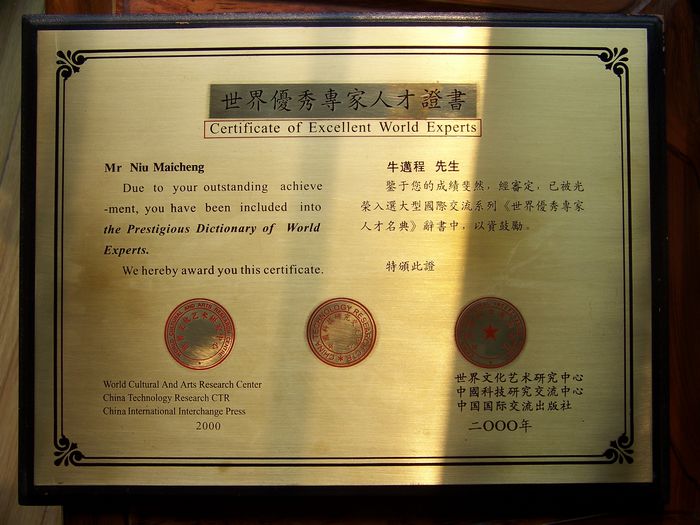 世界優秀專家人才證書
Certificate of Excellent World Experts
Mr Niu Maicheng
Due to your outstanding achieve
-ment, you have been included into
the Prestigious Dictionary of World
Experts.
We hereby award you this certificate.
牛邁程 先生
鉴于您的成績斐然，經審定，已被光
榮入選大型國際交流系列《世界優秀專家
人才名典》辭書中，以資鼓勵。
特頒此證
World Cultural And Arts Research Center
China Technology Research CTR
China International Interchange Press
2000
世界文化艺术研究中心
中國科技研究交流中心
中国国际交流出版社
二〇〇〇年